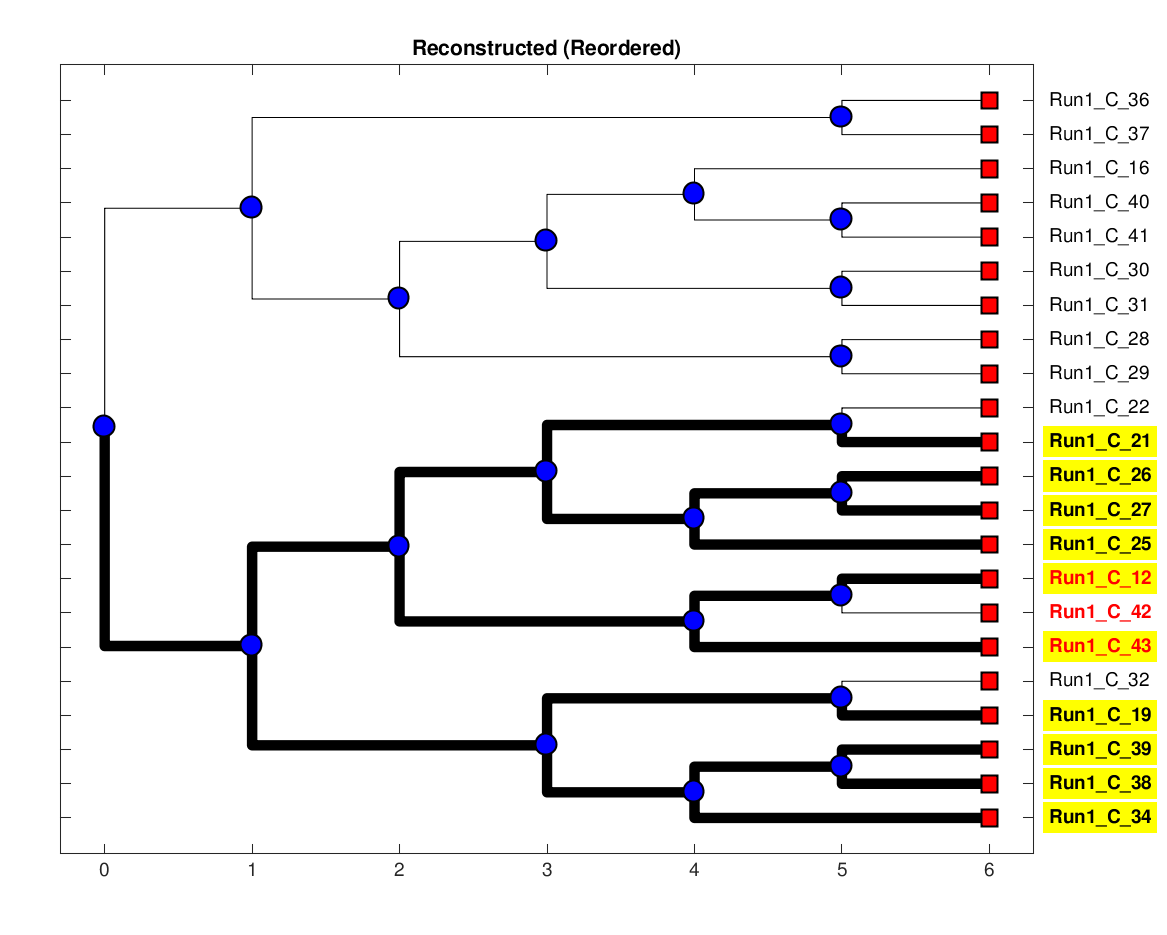 Reconstructed (Reordered)
Run1_C_36
Run1_C_37
Run1_C_16
Run1_C_40
Run1_C_41
Run1_C_30
Run1_C_31
Run1_C_28
Run1_C_29
Run1_C_22
Run1_C_21
Run1_C_26
Run1_C_27
Run1_C_25
Run1_C_12
Run1_C_42
Run1_C_43
Run1_C_32
Run1_C_19
Run1_C_39
Run1_C_38
Run1_C_34
0 1 2 3 4 5 6